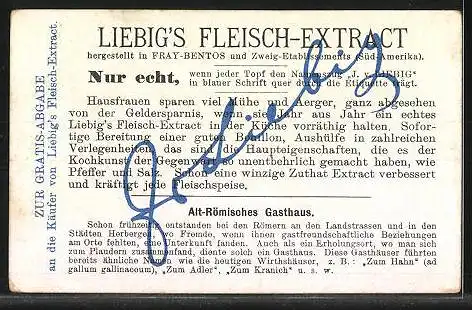 LIEBIG'S FLEISCH-EXTRACT
hergestellt in FRAY-BENTOS und Zweig-Etablissements (Süd-Amerika).
Nur echt, wenn jeder Topf den Namenszug „J. v. LIEBIG"
in blauer Schrift quer durch die Etiquette trägt.
Hausfrauen sparen viel Mühe und Aerger, ganz abgesehen
von der Geldersparnis, wenn sie Jahr aus Jahr ein echtes
Liebig's Fleisch-Extract in der Küche vorräthig halten. Sofor-
tige Bereitung einer guten Bouillon, Aushülfe in zahlreichen
Verlegenheiten, das sind die Haupteigenschaften, die es der
Kochkunst der Gegenwart so unentbehrlich gemacht haben, wie
Pfeffer und Salz. Schon eine winzige Zuthat Extract verbessert
und kräftigt jede Fleischspeise.
Alt-Römisches Gasthaus.
Schon frühzeitig entstanden bei den Römern an den Landstrassen und in
den Städten Herbergen, wo Fremde, wenn ihnen gastfreundschaftliche Beziehungen
am Orte fehlten, eine Unterkunft fanden. Auch als ein Erholungsort, wo man sich
zum Plaudern zusammenfand, diente solch ein Gasthaus. Diese Gasthäuser führten
bereits ähnliche Namen wie die heutigen Wirthshäuser, z. B.: „Zum Hahn" (ad
gallum gallinaceum), „Zum Adler", „Zum Kranich" u. s. w.
ZUR GRATIS-ABGABE
an die Käufer von Liebig's Fleisch-Extract.
JvLiebig